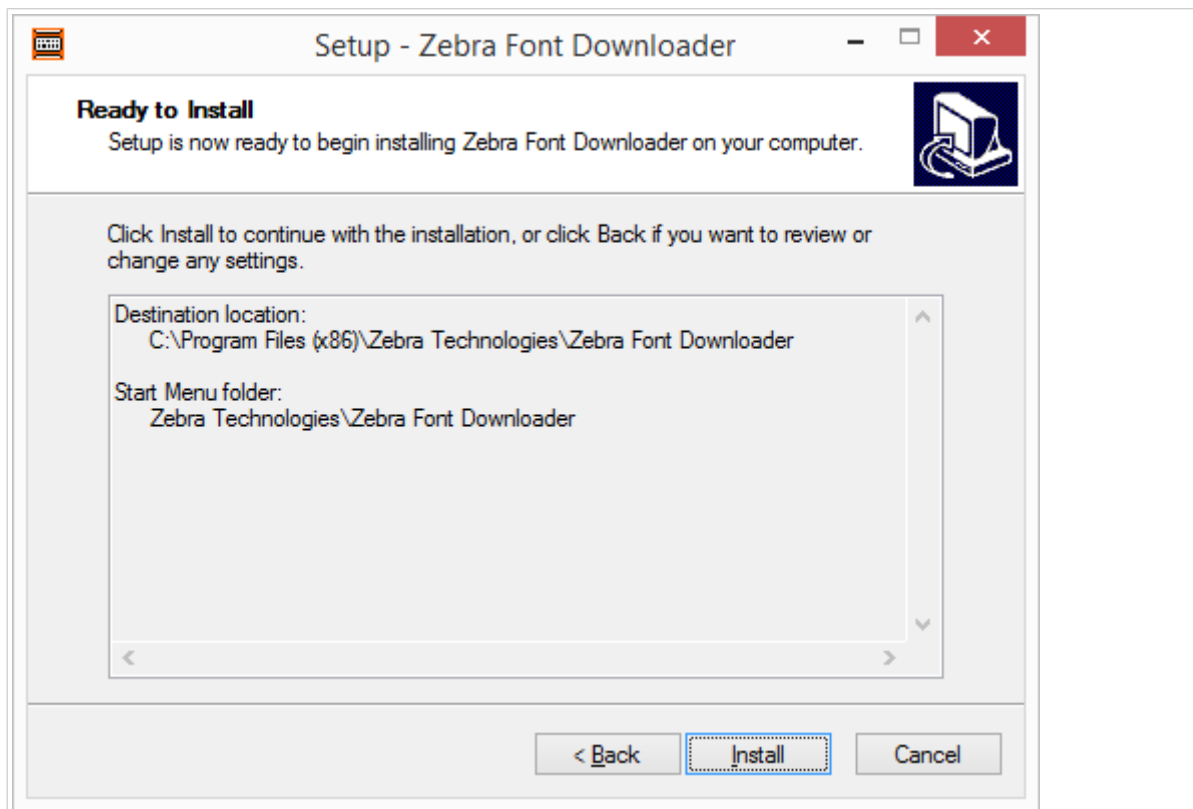 Setup - Zebra Font Downloader
Ready to Install
Setup is now ready to begin installing Zebra Font Downloader on your computer.
Click Install to continue with the installation, or click Back if you want to review or
change any settings.
Destination location:
C:\Program Files (x86)\Zebra Technologies\Zebra Font Downloader
Start Menu folder:
Zebra Technologies\Zebra Font Downloader
< Back Install Cancel